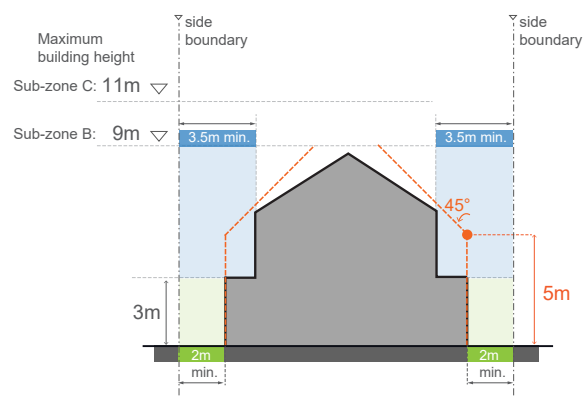 side
boundary
side
boundary
Maximum
building height
Sub-zone C: 11m
Sub-zone B: 9m
3.5m min.
3.5m min.
45°
3m
5m
2m
min.
2m
min.